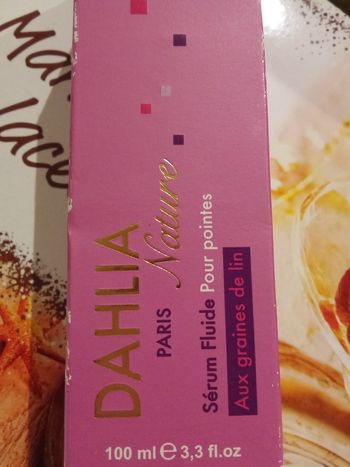 DAHLIA
Nature
PARIS
Sérum Fluide Pour pointes
Aux graines de lin
100 ml ℮ 3,3 fl.oz